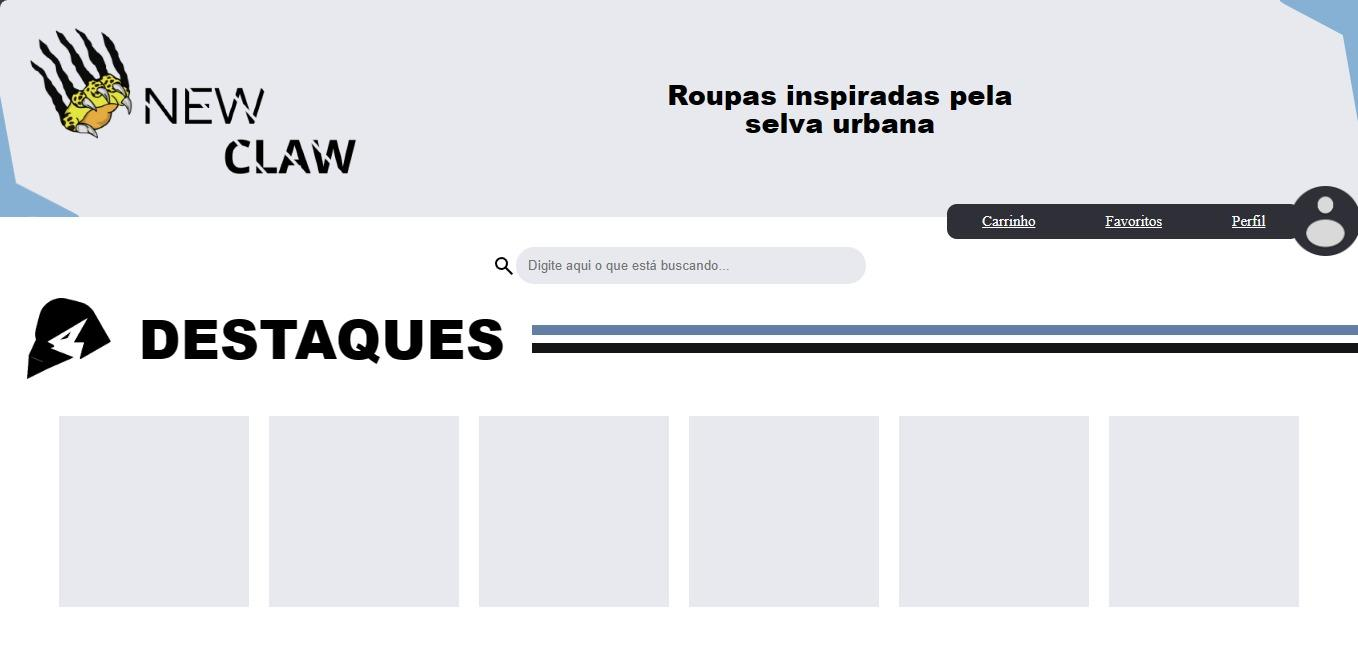 NEW
CLAW
Roupas inspiradas pela
selva urbana
Carrinho
Favoritos
Perfil
Digite aqui o que está buscando...
DESTAQUES